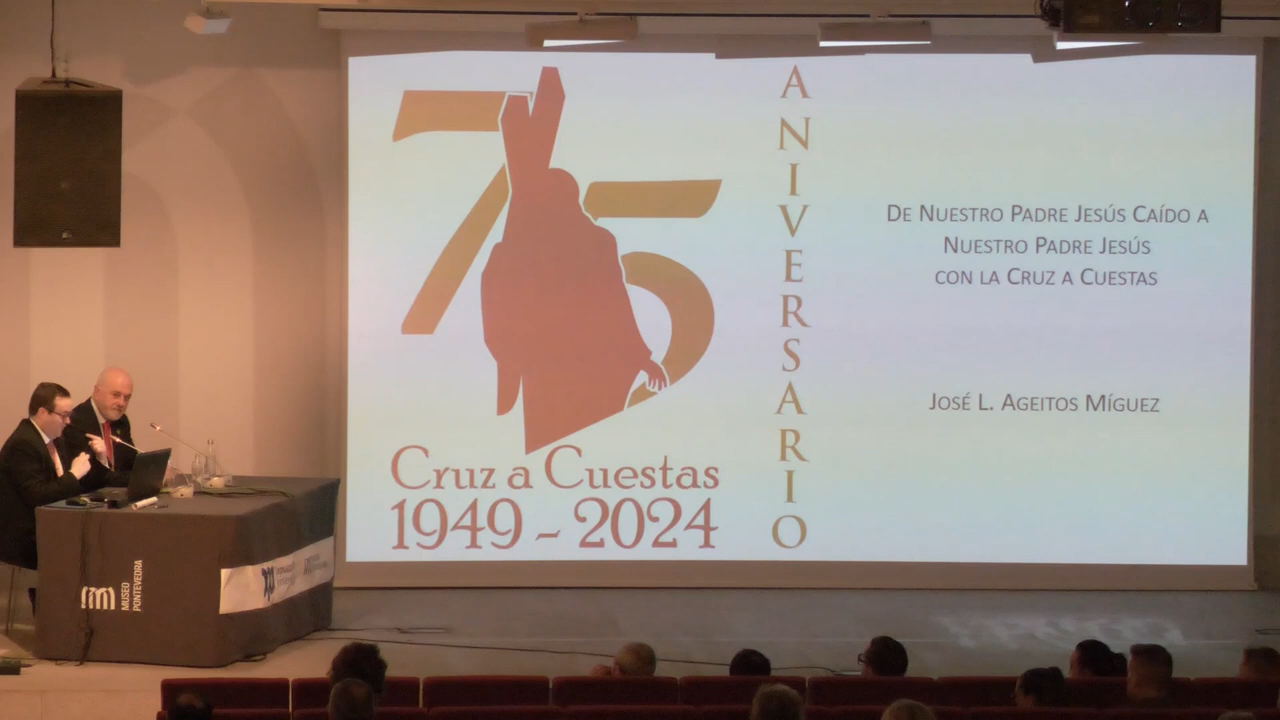 75
ANIVERSARIO
Cruz a Cuestas
1949 - 2024
De Nuestro Padre Jesús Caído a
Nuestro Padre Jesús
con la Cruz a Cuestas
José L. Ageitos Míguez
MUSEO
PONTEVEDRA